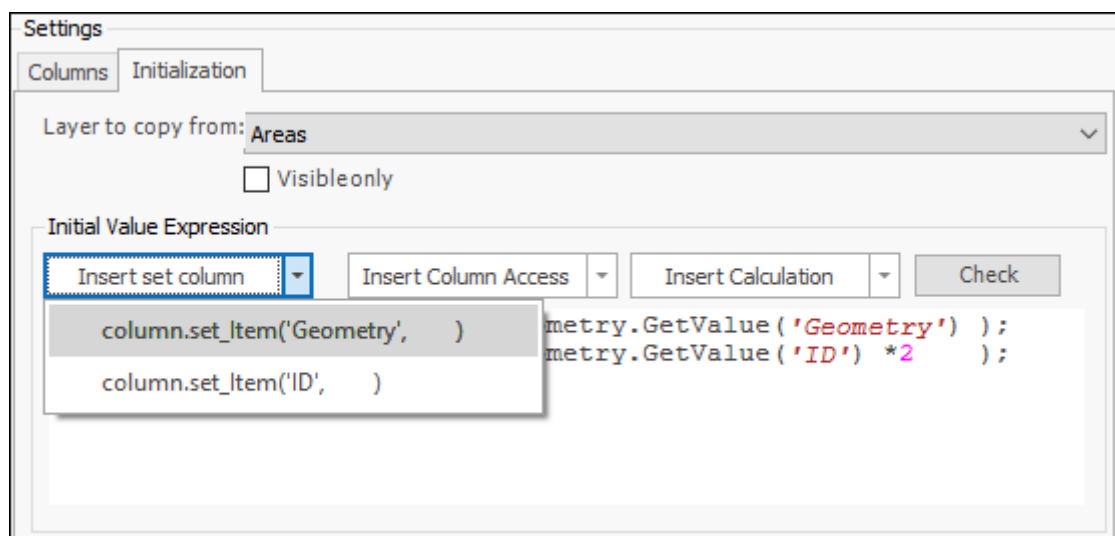 Settings
Columns Initialization
Layer to copy from: Areas
Visible only
Initial Value Expression
Insert set column Insert Column Access Insert Calculation Check
column.set_Item('Geometry', ) metry.GetValue('Geometry') );
metry.GetValue('ID') *2 );
column.set_Item('ID', )